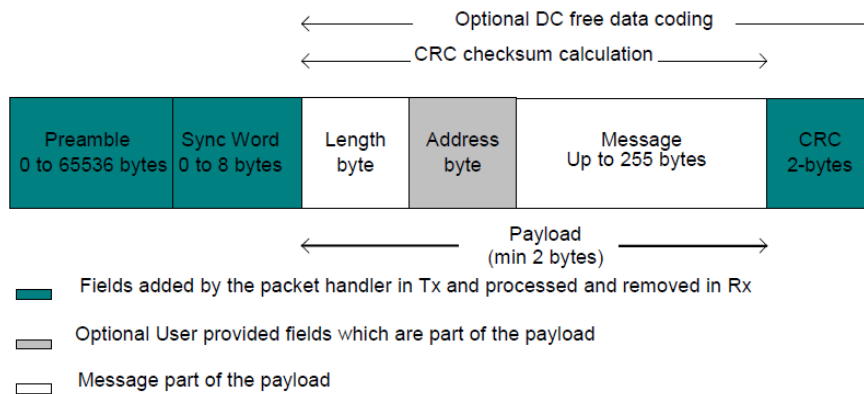 Optional DC free data coding
CRC checksum calculation
Preamble
0 to 65536 bytes
Sync Word
0 to 8 bytes
Length
byte
Address
byte
Message
Up to 255 bytes
CRC
2-bytes
Payload
(min 2 bytes)
Fields added by the packet handler in Tx and processed and removed in Rx
Optional User provided fields which are part of the payload
Message part of the payload